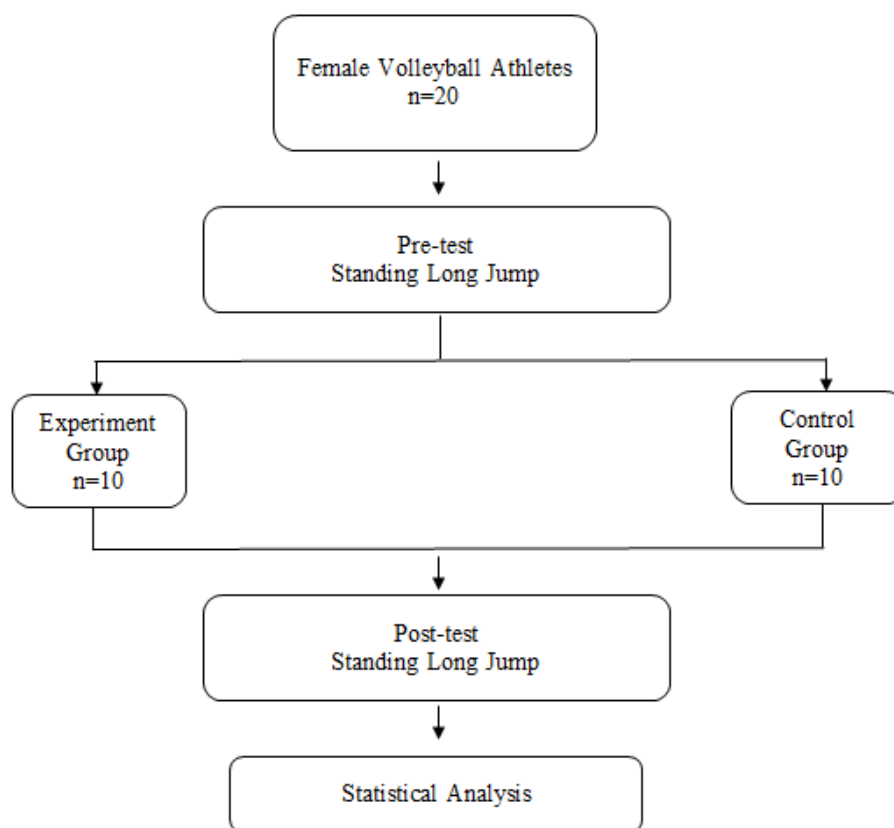 Female Volleyball Athletes
n=20
Pre-test
Standing Long Jump
Experiment
Group
n=10
Control
Group
n=10
Post-test
Standing Long Jump
Statistical Analysis